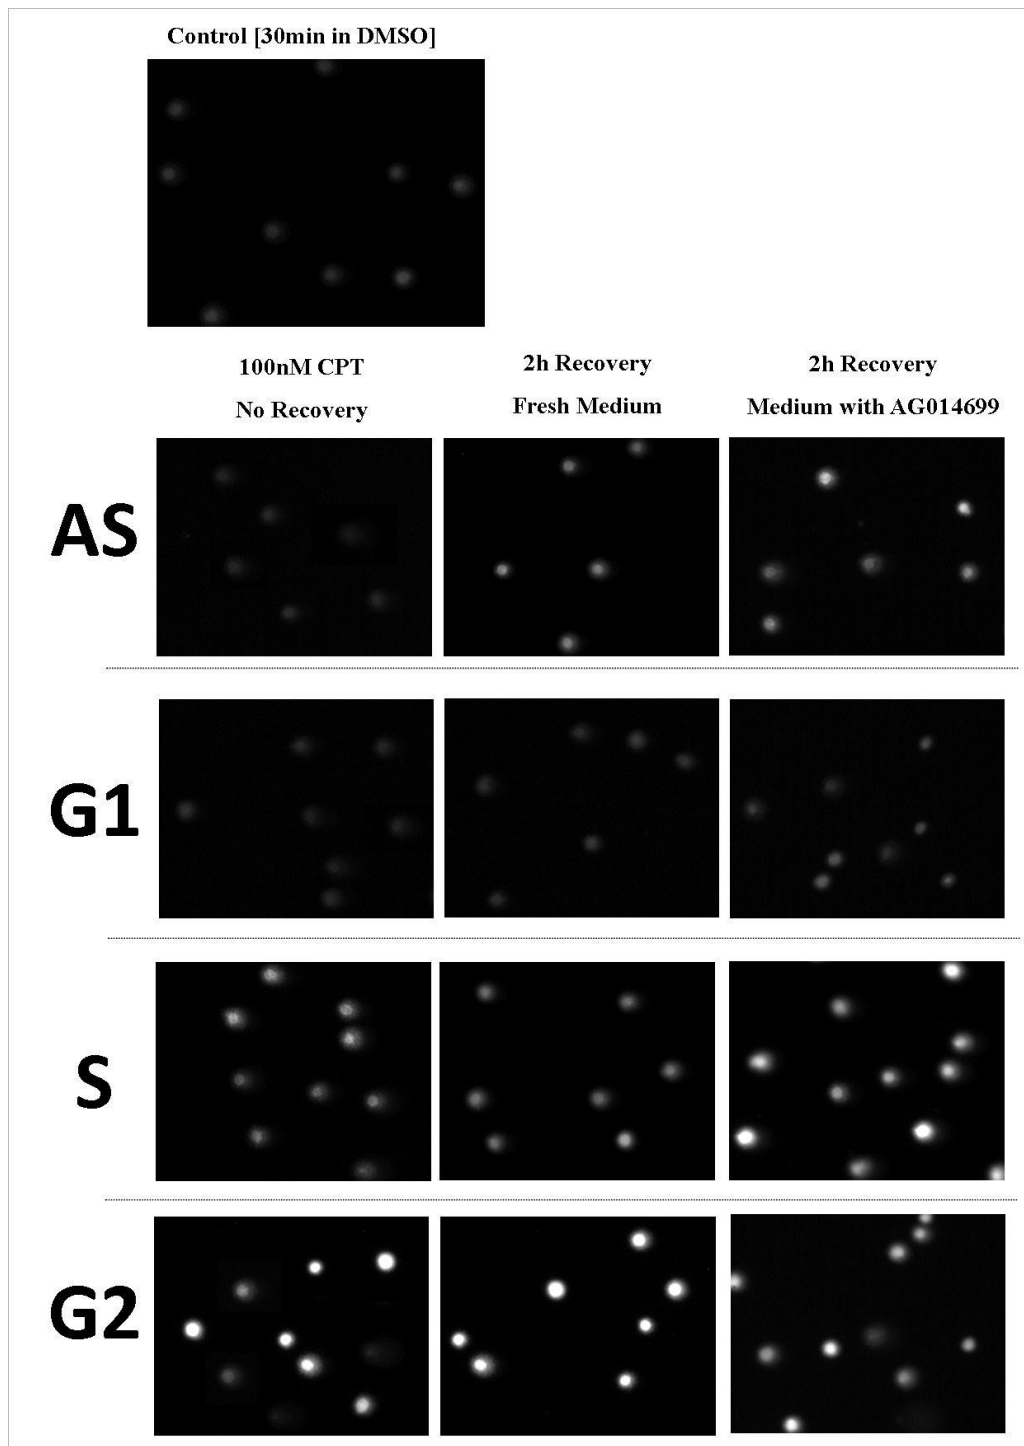 Control [30min in DMSO]
100nM CPT
No Recovery
2h Recovery
Fresh Medium
2h Recovery
Medium with AG014699
AS
G1
S
G2